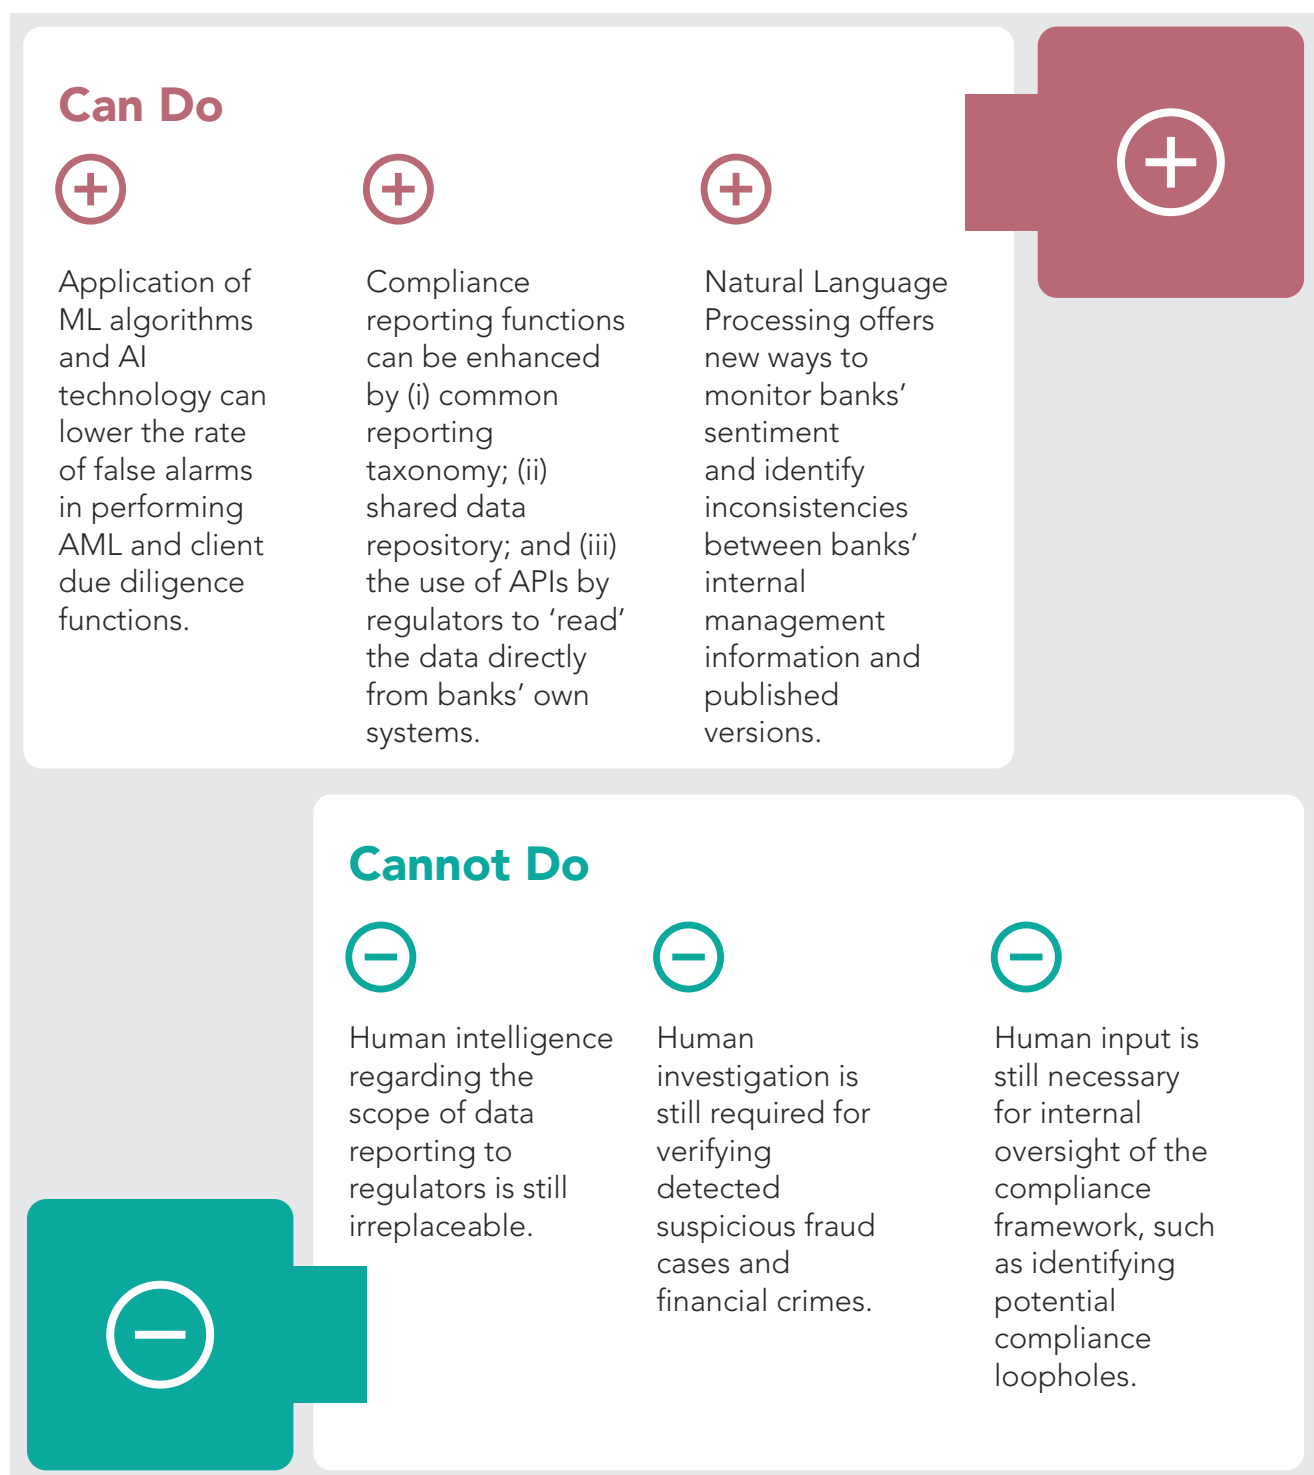 Can Do
Application of
ML algorithms
and AI
technology can
lower the rate
of false alarms
in performing
AML and client
due diligence
functions.
Compliance
reporting functions
can be enhanced
by (i) common
reporting
taxonomy; (ii)
shared data
repository; and (iii)
the use of APIs by
regulators to ‘read’
the data directly
from banks’ own
systems.
Natural Language
Processing offers
new ways to
monitor banks’
sentiment
and identify
inconsistencies
between banks’
internal
management
information and
published
versions.
Cannot Do
Human intelligence
regarding the
scope of data
reporting to
regulators is still
irreplaceable.
Human
investigation is
still required for
verifying
detected
suspicious fraud
cases and
financial crimes.
Human input is
still necessary
for internal
oversight of the
compliance
framework, such
as identifying
potential
compliance
loopholes.